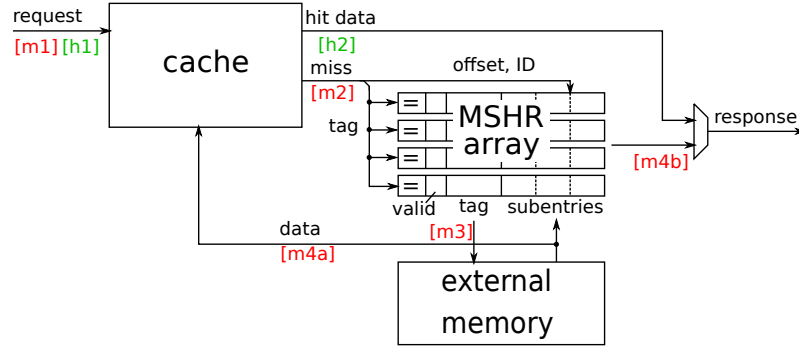 request
[m1] [h1]
cache
hit data
[h2]
miss
[m2]
offset, ID
tag
=
=
=
=
MSHR
array
valid
tag
subentries
[m3]
response
[m4b]
data
[m4a]
external
memory